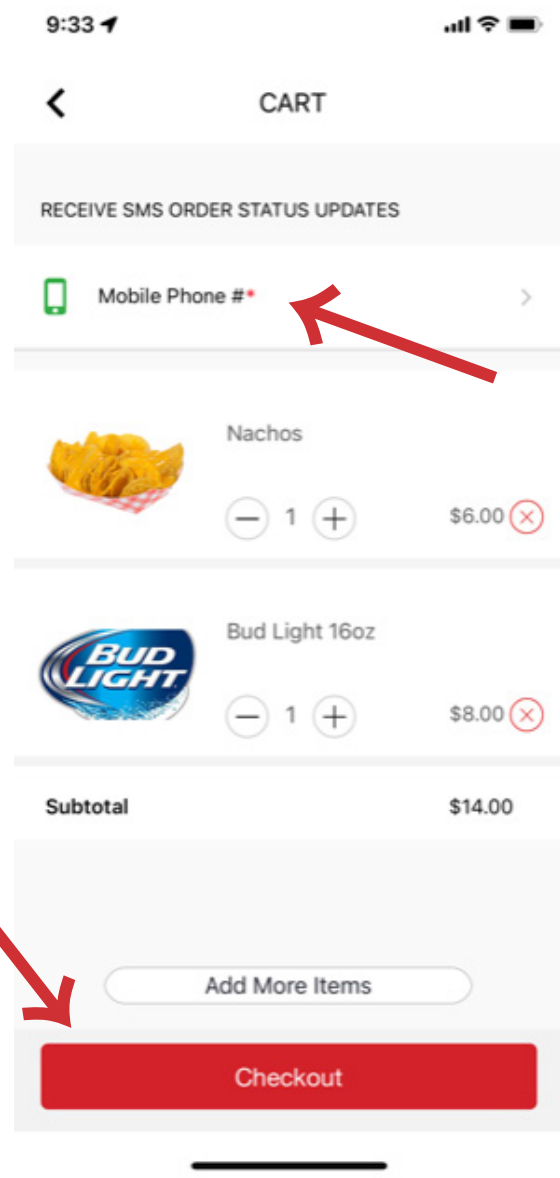 9:33
CART
RECEIVE SMS ORDER STATUS UPDATES
Mobile Phone #*
Nachos
1
$6.00
BUD
LIGHT
Bud Light 16oz
1
$8.00
Subtotal $14.00
Add More Items
Checkout